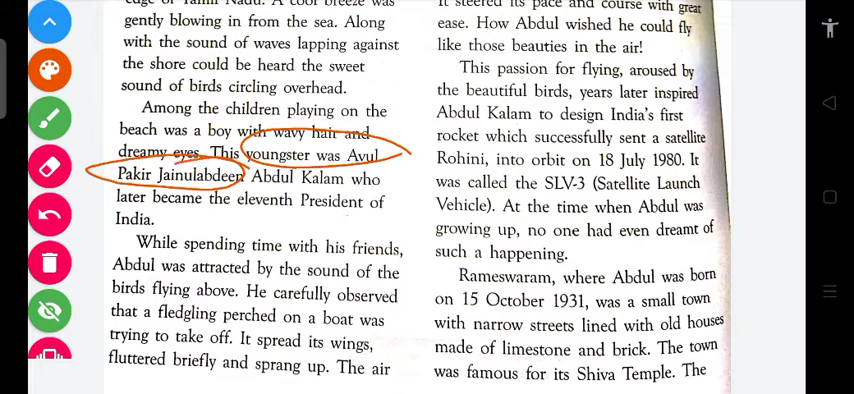 edge of Tamil Nadu. A cool breeze was
gently blowing in from the sea. Along
with the sound of waves lapping against
the shore could be heard the sweet
sound of birds circling overhead.
Among the children playing on the
beach was a boy with wavy hair and
dreamy eyes. This youngster was Avul
Pakir Jainulabdeen Abdul Kalam who
later became the eleventh President of
India.
While spending time with his friends,
Abdul was attracted by the sound of the
birds flying above. He carefully observed
that a fledgling perched on a boat was
trying to take off. It spread its wings,
fluttered briefly and sprang up. The air
It steered its pace and course with great
ease. How Abdul wished he could fly
like those beauties in the air!
This passion for flying, aroused by
the beautiful birds, years later inspired
Abdul Kalam to design India's first
rocket which successfully sent a satellite
Rohini, into orbit on 18 July 1980. It
was called the SLV-3 (Satellite Launch
Vehicle). At the time when Abdul was
growing up, no one had even dreamt of
such a happening.
Rameswaram, where Abdul was born
on 15 October 1931, was a small town
with narrow streets lined with old houses
made of limestone and brick. The town
was famous for its Shiva Temple. The